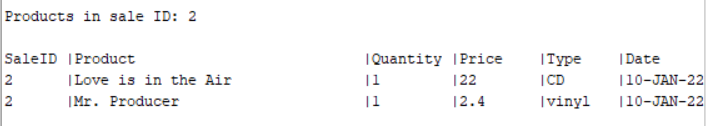 Products in sale ID: 2
SaleID |Product |Quantity |Price |Type |Date
2 |Love is in the Air |1 |22 |CD |10-JAN-22
2 |Mr. Producer |1 |2.4 |vinyl |10-JAN-22